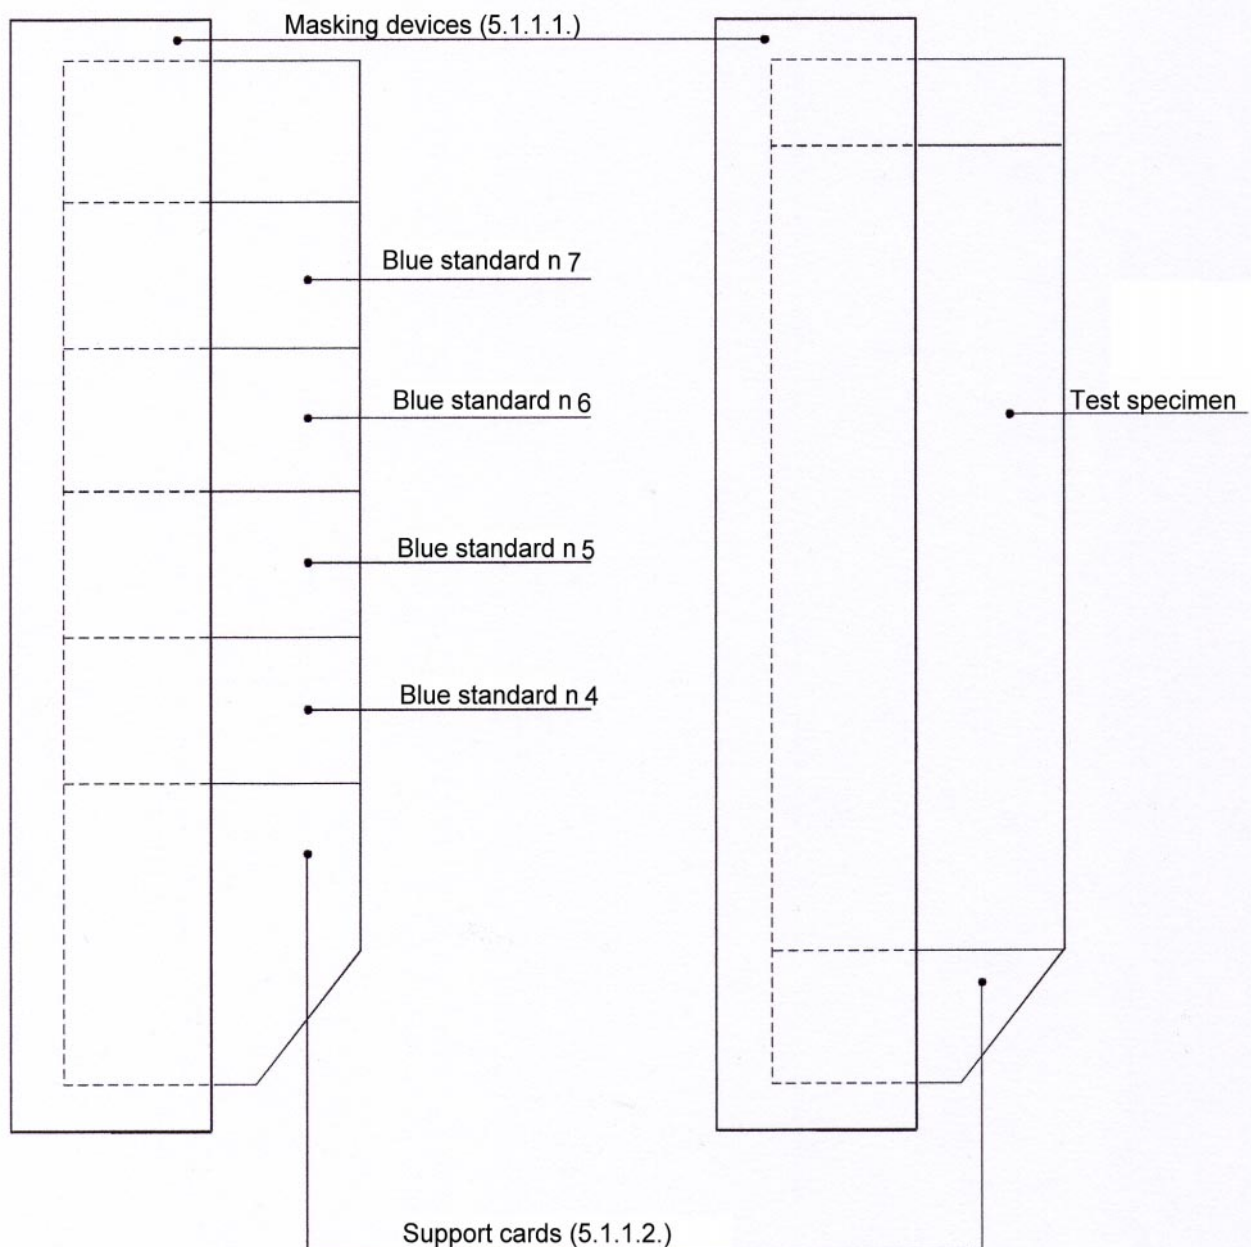 Masking devices (5.1.1.1.)
Blue standard n 7
Blue standard n 6
Test specimen
Blue standard n 5
Blue standard n 4
Support cards (5.1.1.2.)